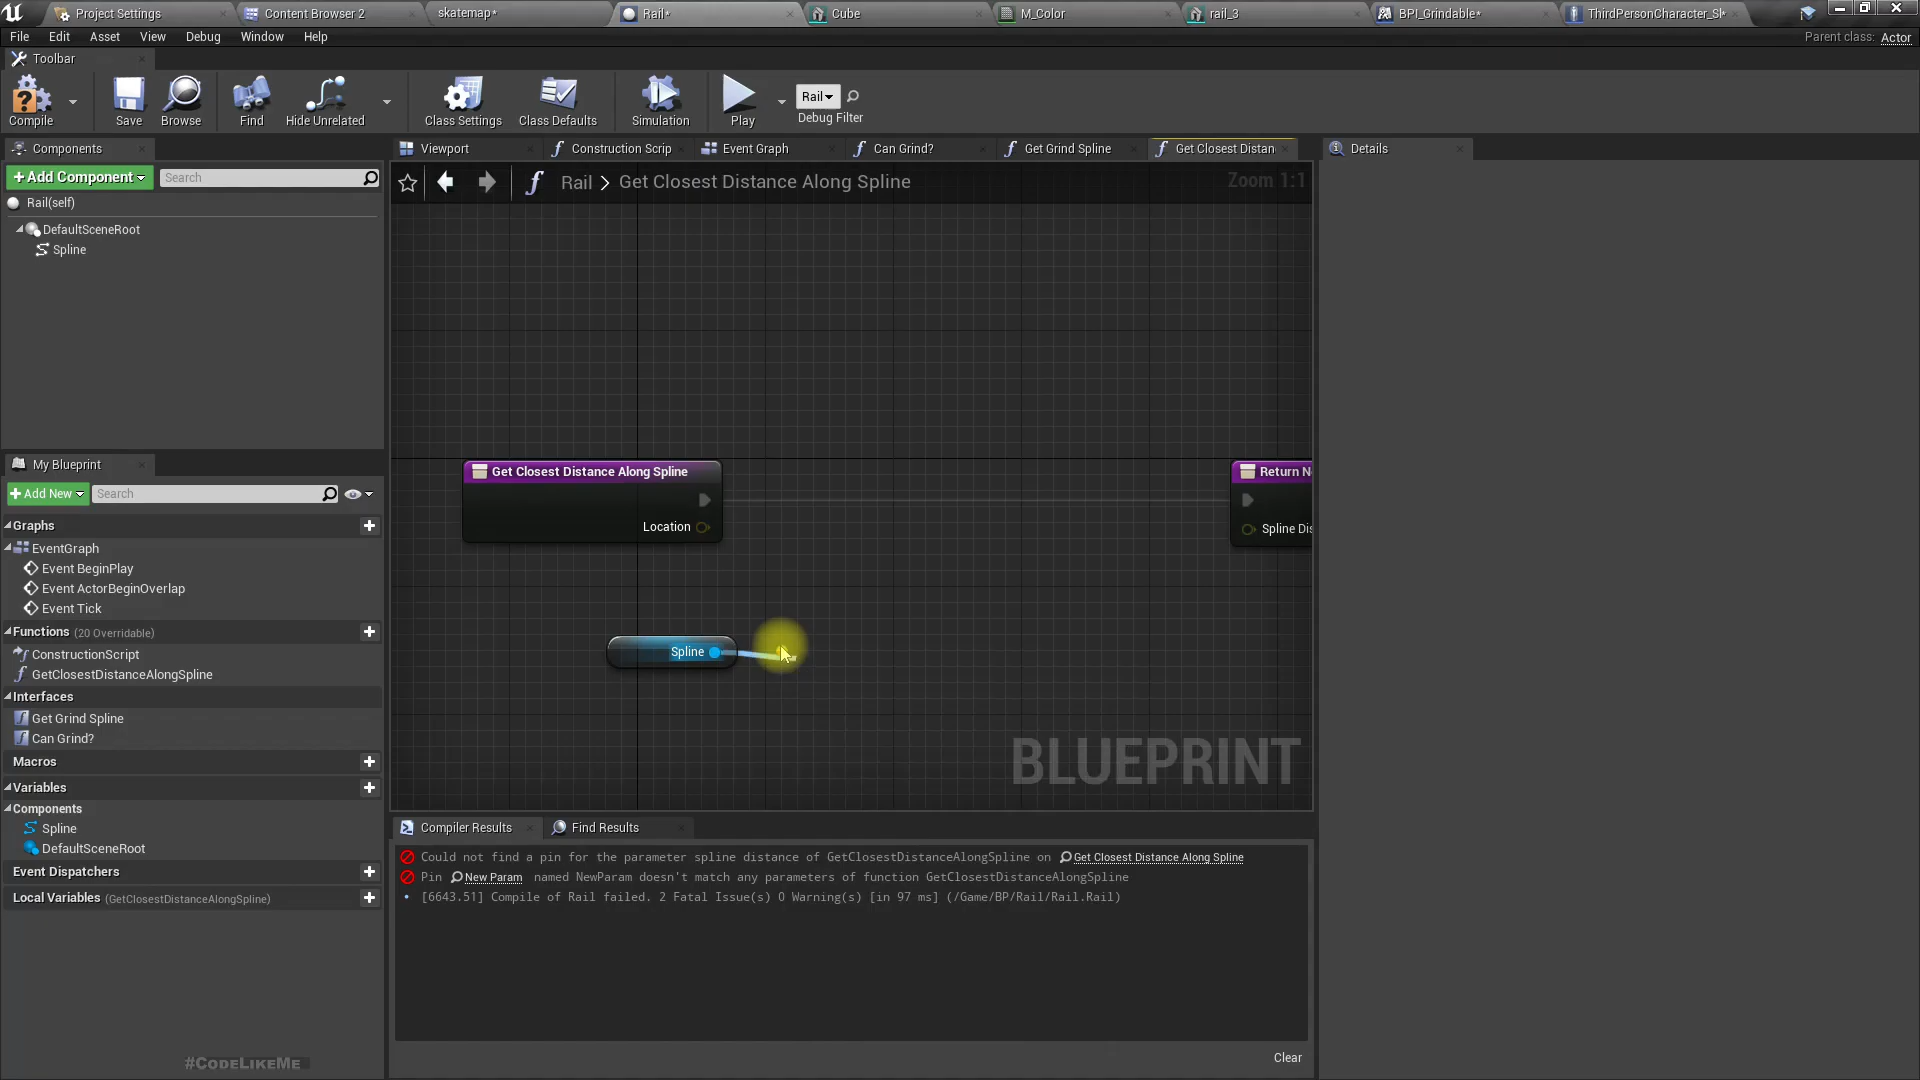 Project Settings
Content Browser 2
skatemap*
Rail*
Cube
M_Color
rail_3
BPI_Grindable*
ThirdPersonCharacter_Sl*
File Edit Asset View Debug Window Help
Parent class: Actor
Toolbar
Compile
Save
Browse
Find
Hide Unrelated
Class Settings
Class Defaults
Simulation
Play
Rail
Debug Filter
Components
+Add Component
Search
Rail(self)
DefaultSceneRoot
Spline
Viewport
Construction Scrip
Event Graph
Can Grind?
Get Grind Spline
Get Closest Distan
Details
Rail > Get Closest Distance Along Spline
Zoom 1:1
Get Closest Distance Along Spline
Location
Return N
Spline Dis
Spline
BLUEPRINT
My Blueprint
+Add New
Search
Graphs
EventGraph
Event BeginPlay
Event ActorBeginOverlap
Event Tick
Functions (20 Overridable)
ConstructionScript
GetClosestDistanceAlongSpline
Interfaces
Get Grind Spline
Can Grind?
Macros
Variables
Components
Spline
DefaultSceneRoot
Event Dispatchers
Local Variables (GetClosestDistanceAlongSpline)
Compiler Results
Find Results
Could not find a pin for the parameter spline distance of GetClosestDistanceAlongSpline on Get Closest Distance Along Spline
Pin New Param named NewParam doesn't match any parameters of function GetClosestDistanceAlongSpline
[6643.51] Compile of Rail failed. 2 Fatal Issue(s) 0 Warning(s) [in 97 ms] (/Game/BP/Rail/Rail.Rail)
Clear
#CodeLikeMe